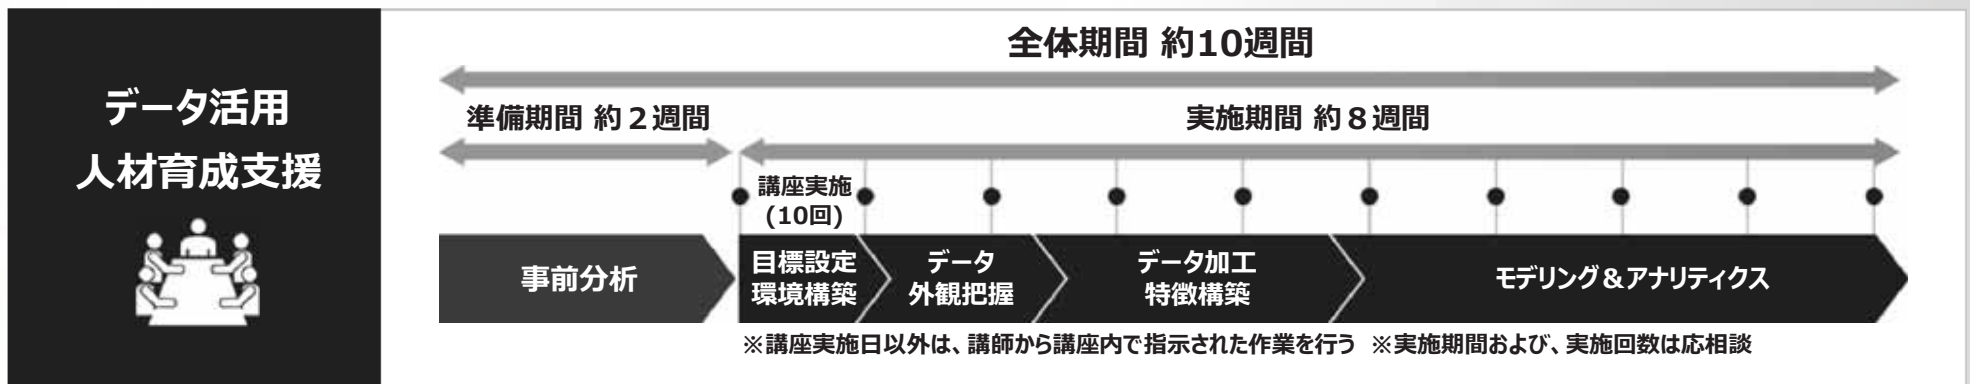 データ活用
人材育成支援
全体期間 約10週間
準備期間 約２週間
実施期間 約８週間
講座実施
(10回)
事前分析
目標設定
環境構築
データ
外観把握
データ加工
特徴構築
モデリング&アナリティクス
※講座実施日以外は、講師から講座内で指示された作業を行う ※実施期間および、実施回数は応相談